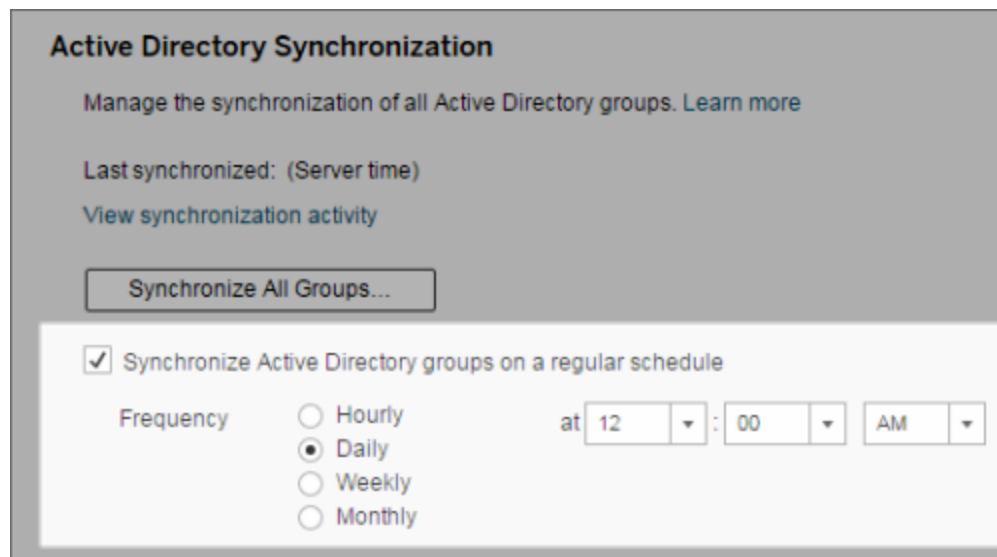 Active Directory Synchronization
Manage the synchronization of all Active Directory groups. Learn more
Last synchronized: (Server time)
View synchronization activity
Synchronize All Groups...
Synchronize Active Directory groups on a regular schedule
Frequency Hourly at 12 : 00 AM
Daily
Weekly
Monthly